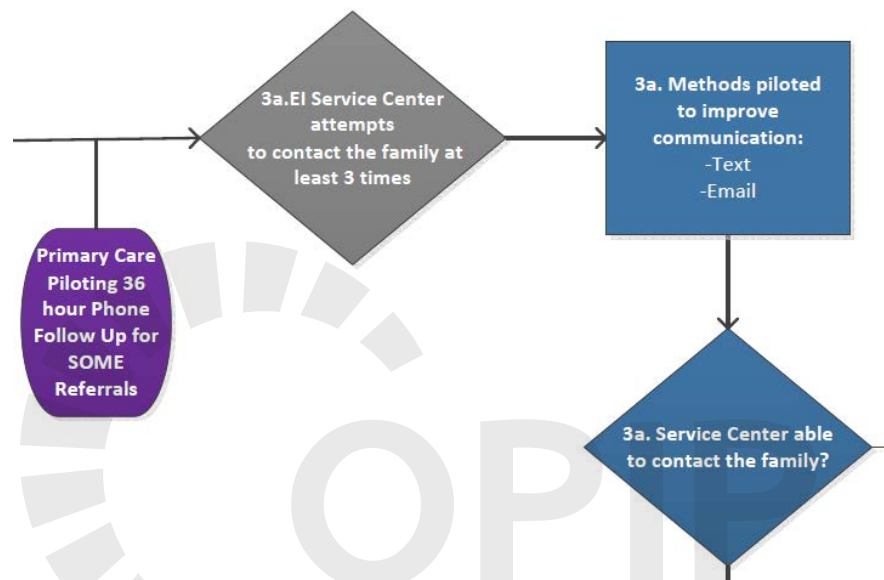 3a.EI Service Center
attempts
to contact the family at
least 3 times
3a. Methods piloted
to improve
communication:
-Text
-Email
Primary Care
Piloting 36
hour Phone
Follow Up for
SOME
Referrals
3a. Service Center able
to contact the family?
OPIP